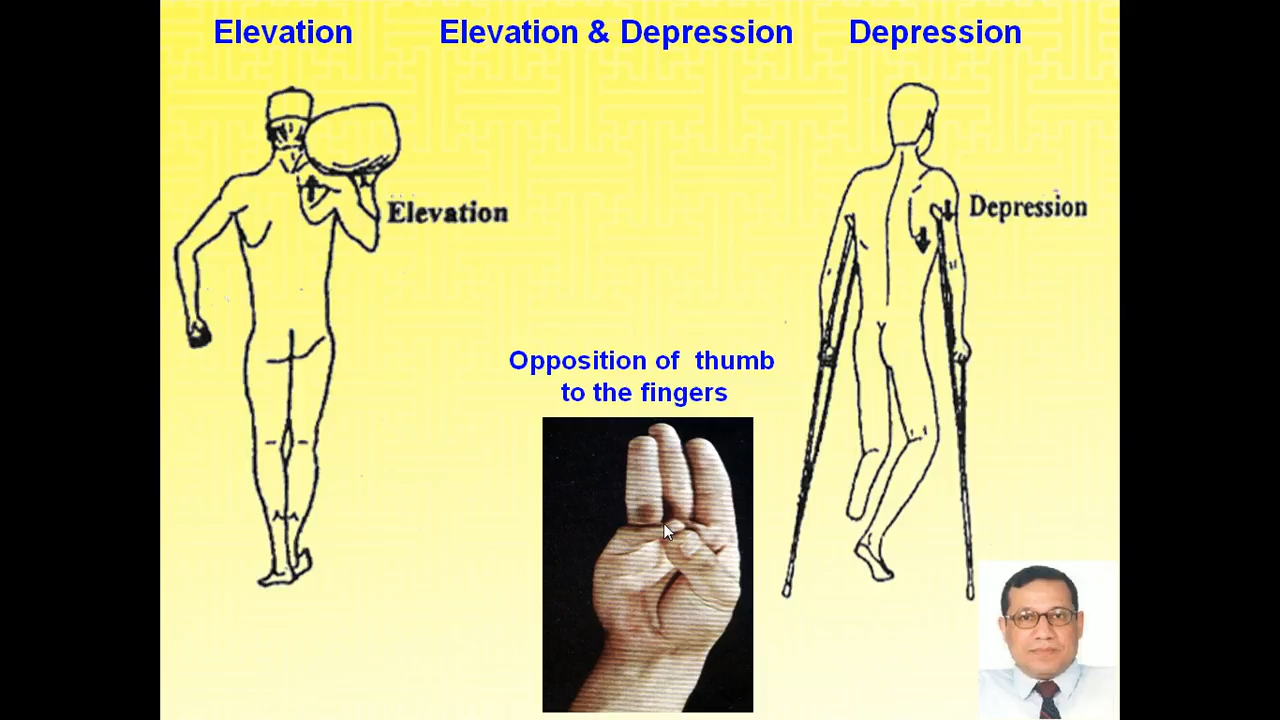 Elevation
Elevation & Depression
Depression
Elevation
Depression
Opposition of thumb
to the fingers